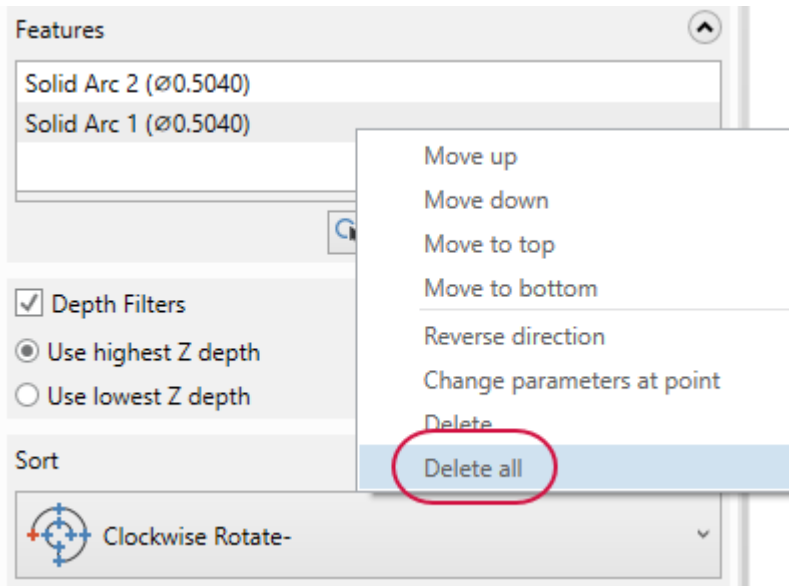 Features
Solid Arc 2 (⌀0.5040)
Solid Arc 1 (⌀0.5040)
Move up
Move down
Move to top
Move to bottom
Reverse direction
Change parameters at point
Delete
Delete all
Depth Filters
Use highest Z depth
Use lowest Z depth
Sort
Clockwise Rotate-